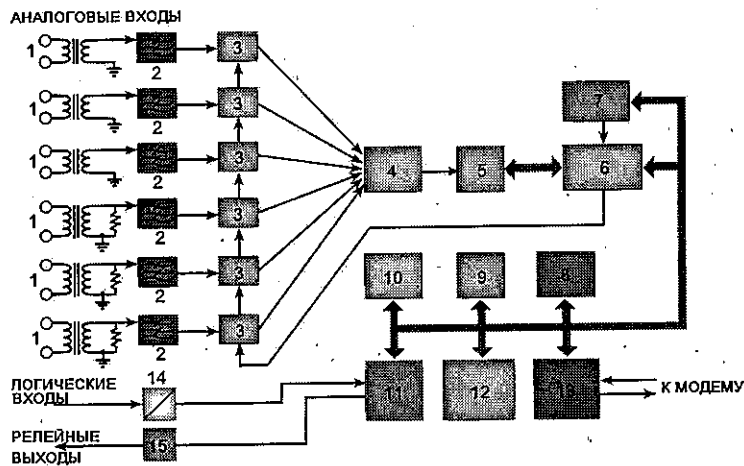 АНАЛОГОВЫЕ ВХОДЫ
1 2 3
1 2 3
1 2 3
1 2 3
1 2 3
1 2 3
4 5 6 7
10 9 8
11 12 13
ЛОГИЧЕСКИЕ
ВХОДЫ
14
РЕЛЕЙНЫЕ
ВЫХОДЫ
15
К МОДЕМУ